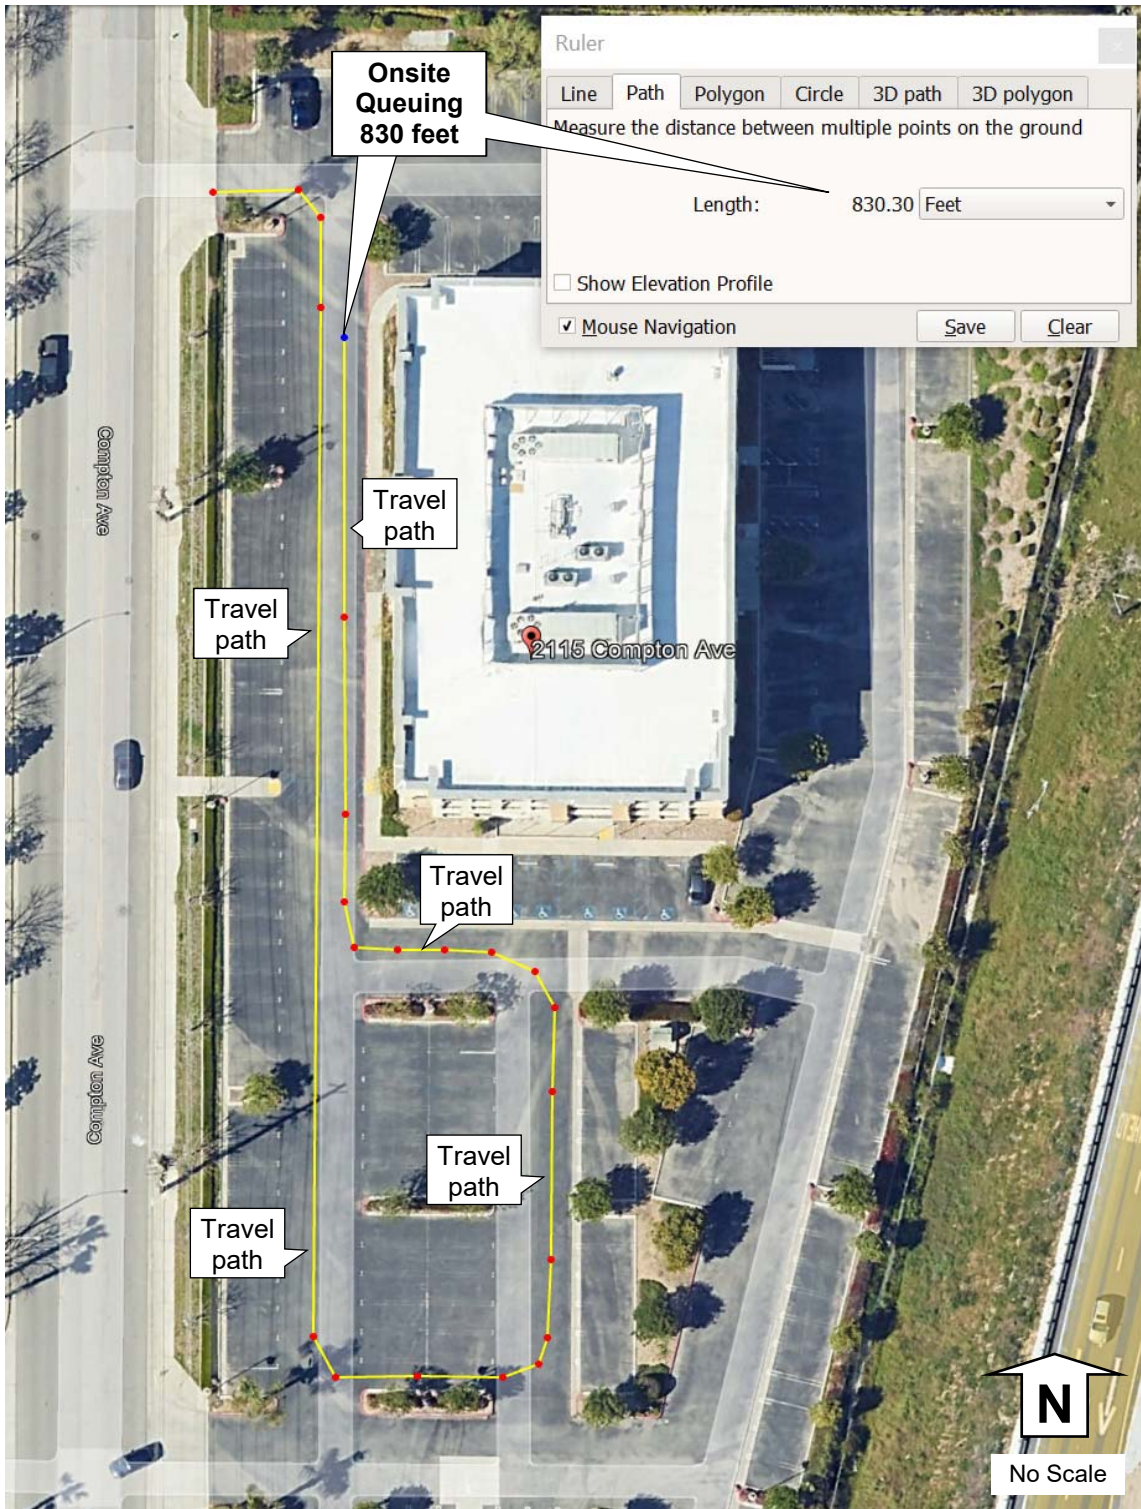 Ruler
Line Path Polygon Circle 3D path 3D polygon
Measure the distance between multiple points on the ground
Length: 830.30 Feet
Show Elevation Profile
Mouse Navigation Save Clear
Onsite
Queuing
830 feet
Compton Ave
Travel
path
Travel
path
2115 Compton Ave
Travel
path
Compton Ave
Travel
path
Travel
path
N
No Scale